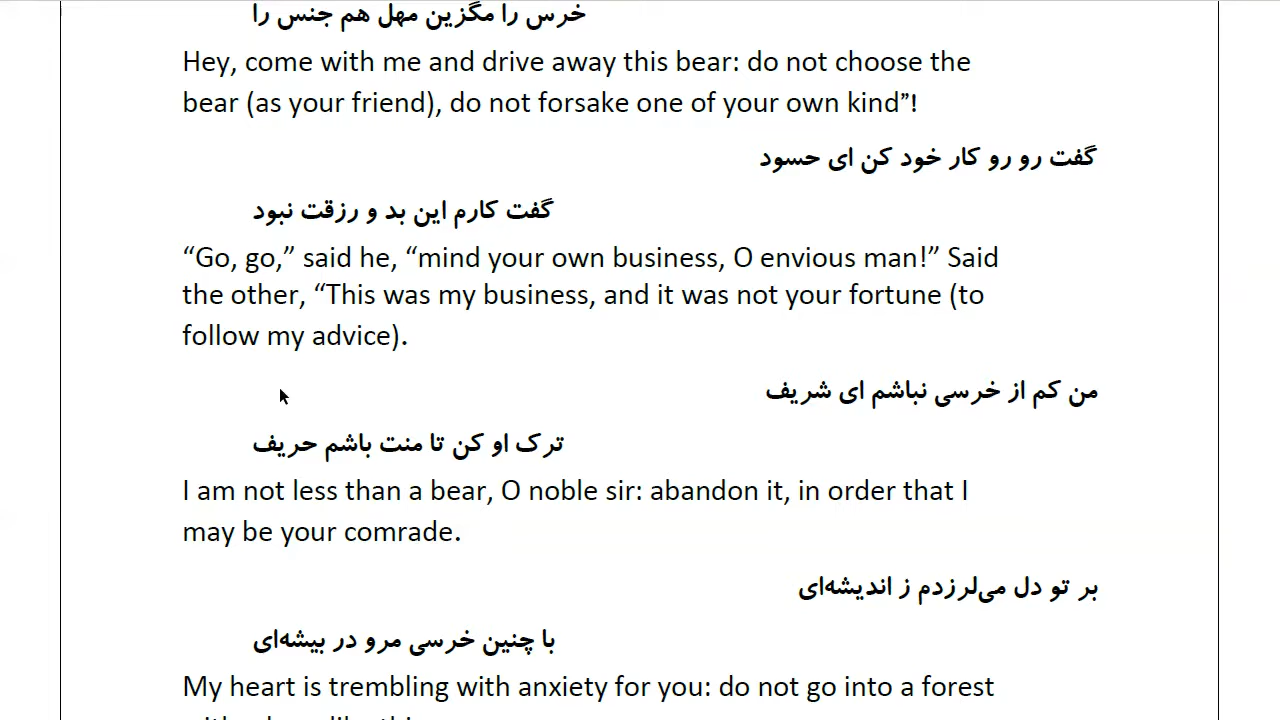 خرس را مگزین مهل هم جنس را
Hey, come with me and drive away this bear: do not choose the
bear (as your friend), do not forsake one of your own kind”!
گفت رو رو کار خود کن ای حسود
گفت کارم این بد و رزقت نبود
“Go, go,” said he, “mind your own business, O envious man!” Said
the other, “This was my business, and it was not your fortune (to
follow my advice).
من کم از خرسی نباشم ای شریف
ترک او کن تا منت باشم حریف
I am not less than a bear, O noble sir: abandon it, in order that I
may be your comrade.
بر تو دل می‌لرزدم ز اندیشه‌ای
با چنین خرسی مرو در بیشه‌ای
My heart is trembling with anxiety for you: do not go into a forest